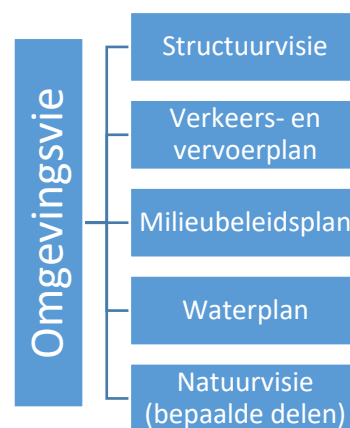 Omgevingsvie
Structuurvisie
Verkeers- en
vervoerplan
Milieubeleidsplan
Waterplan
Natuurvisie
(bepaalde delen)